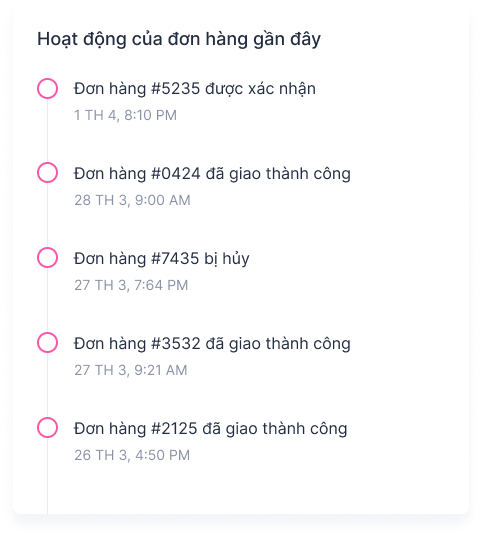 Hoạt động của đơn hàng gần đây
Đơn hàng #5235 được xác nhận
1 TH 4, 8:10 PM
Đơn hàng #0424 đã giao thành công
28 TH 3, 9:00 AM
Đơn hàng #7435 bị hủy
27 TH 3, 7:64 PM
Đơn hàng #3532 đã giao thành công
27 TH 3, 9:21 AM
Đơn hàng #2125 đã giao thành công
26 TH 3, 4:50 PM